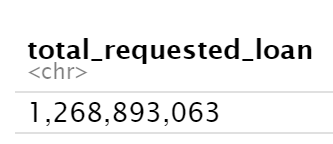 total_requested_loan
<chr>
1,268,893,063